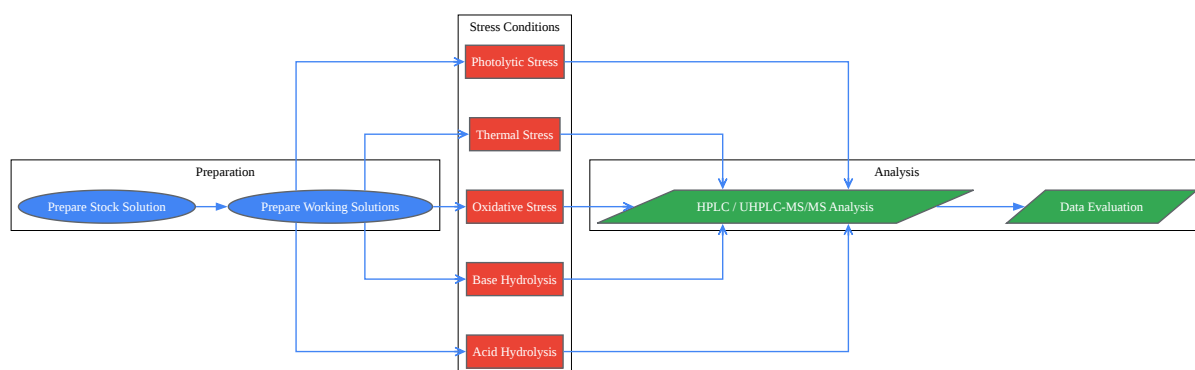 Stress Conditions
Photolytic Stress
Thermal Stress
Preparation
Analysis
Prepare Stock Solution
Prepare Working Solutions
Oxidative Stress
HPLC / UHPLC-MS/MS Analysis
Data Evaluation
Base Hydrolysis
Acid Hydrolysis